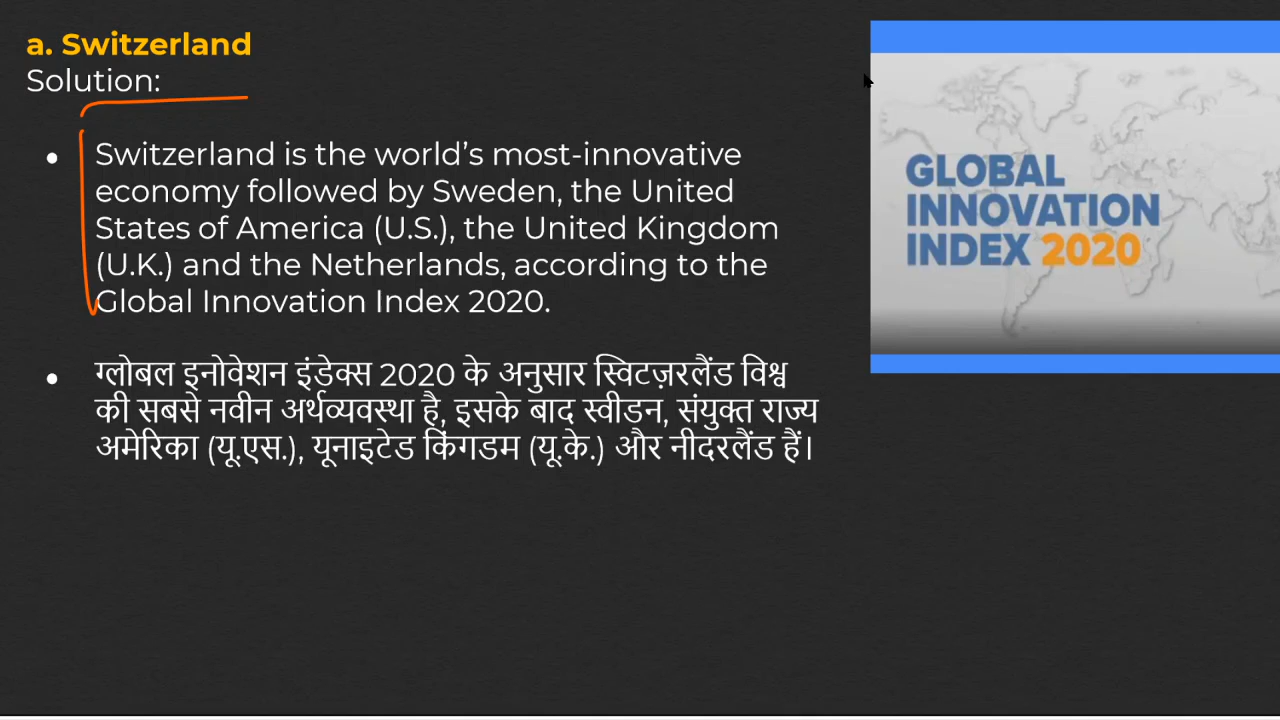 a. Switzerland
Solution:
● Switzerland is the world’s most-innovative
economy followed by Sweden, the United
States of America (U.S.), the United Kingdom
(U.K.) and the Netherlands, according to the
Global Innovation Index 2020.
● ग्लोबल इनोवेशन इंडेक्स 2020 के अनुसार स्विटज़रलैंड विश्व
की सबसे नवीन अर्थव्यवस्था है, इसके बाद स्वीडन, संयुक्त राज्य
अमेरिका (यू.एस.), यूनाइटेड किंगडम (यू.के.) और नीदरलैंड हैं।
GLOBAL
INNOVATION
INDEX 2020